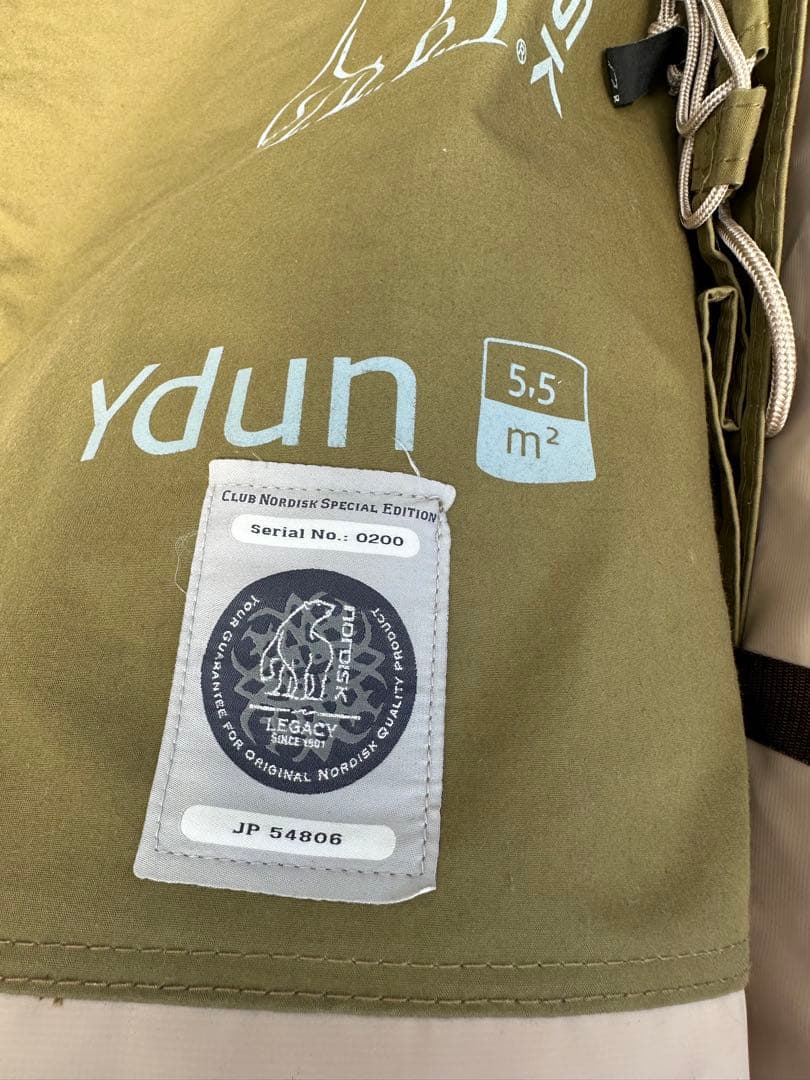 SK®
Ydun
5,5
m²
CLUB NORDISK SPECIAL EDITION
Serial No.: 0200
YOUR GUARANTEE FOR ORIGINAL NORDISK QUALITY PRODUCT
NORDISK
LEGACY
SINCE 1901
JP 54806